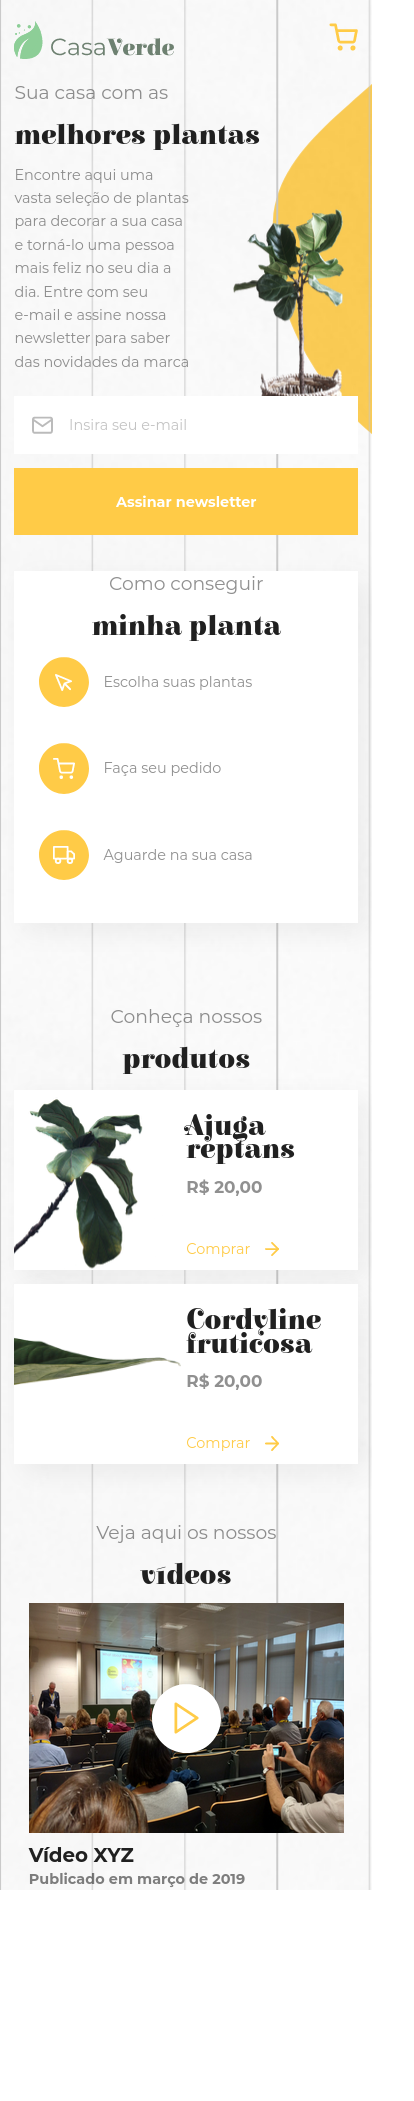 CasaVerde
Sua casa com as
melhores plantas
Encontre aqui uma
vasta seleção de plantas
para decorar a sua casa
e torná-lo uma pessoa
mais feliz no seu dia a
dia. Entre com seu
e-mail e assine nossa
newsletter para saber
das novidades da marca
Insira seu e-mail
Assinar newsletter
Como conseguir
minha planta
Escolha suas plantas
Faça seu pedido
Aguarde na sua casa
Conheça nossos
produtos
Ajuga
reptans
R$ 20,00
Comprar
Cordyline
fruticosa
R$ 20,00
Comprar
Veja aqui os nossos
vídeos
Vídeo XYZ
Publicado em março de 2019